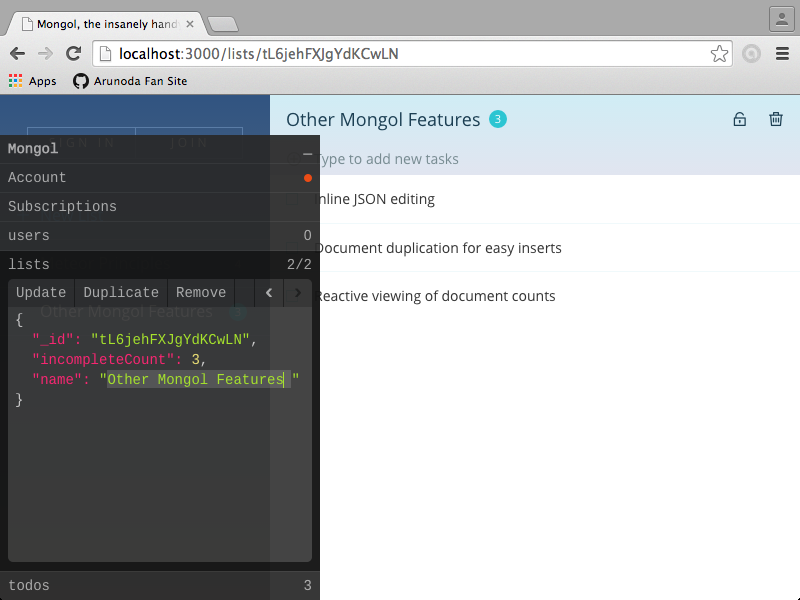 Mongol, the insanely hand
localhost:3000/lists/tL6jehFXJgYdKCwLN
Apps
Arunoda Fan Site
SIGN IN
JOIN
Other Mongol Features 3
Type to add new tasks
Inline JSON editing
Document duplication for easy inserts
Reactive viewing of document counts
Mongol
Account
Subscriptions
users 0
lists 2/2
Update Duplicate Remove
Other Mongol Features
{
"_id": "tL6jehFXJgYdKCwLN",
"incompleteCount": 3,
"name": "Other Mongol Features "
}
todos 3